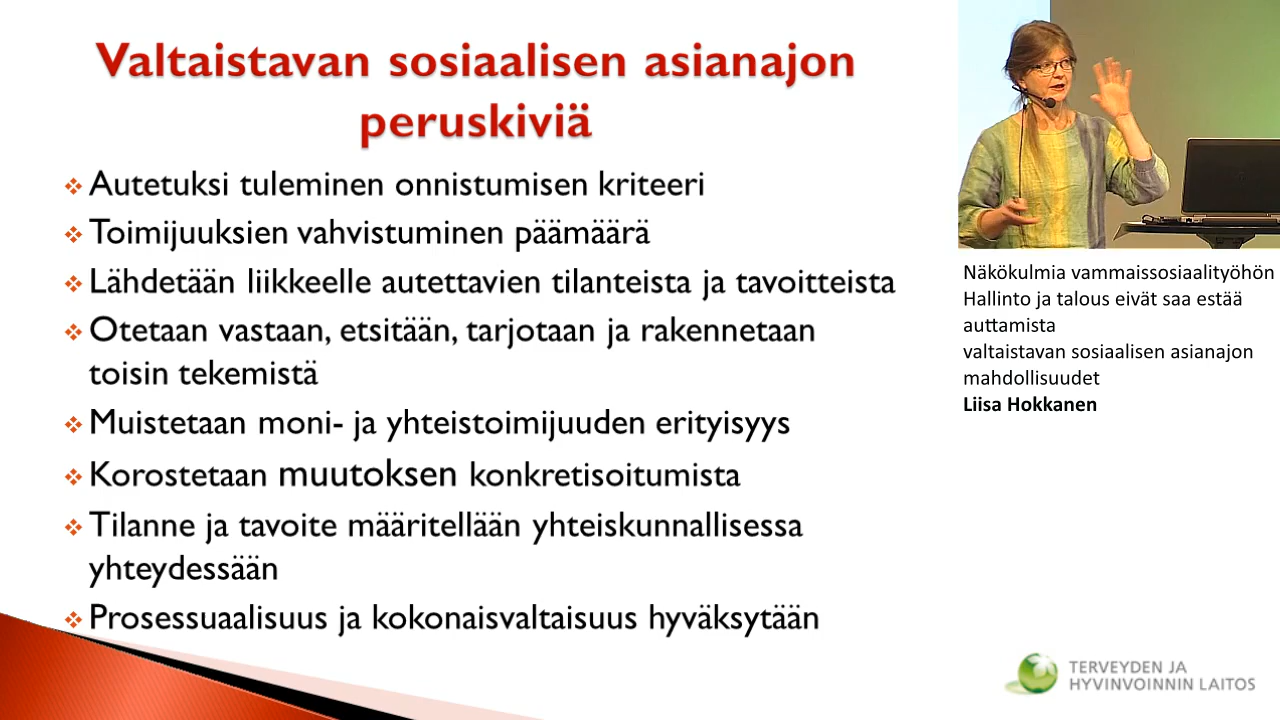 Valtaistavan sosiaalisen asianajon
peruskiviä
Autetuksi tuleminen onnistumisen kriteeri
Toimijuuksien vahvistuminen päämäärä
Lähdetään liikkeelle autettavien tilanteista ja tavoitteista
Otetaan vastaan, etsitään, tarjotaan ja rakennetaan
toisin tekemistä
Muistetaan moni- ja yhteistoimijuuden erityisyys
Korostetaan muutoksen konkretisoitumista
Tilanne ja tavoite määritellään yhteiskunnallisessa
yhteydessään
Prosessuaalisuus ja kokonaisvaltaisuus hyväksytään
Näkökulmia vammaissosiaalityöhön
Hallinto ja talous eivät saa estää
auttamista
valtaistavan sosiaalisen asianajon
mahdollisuudet
Liisa Hokkanen
TERVEYDEN JA
HYVINVOINNIN LAITOS